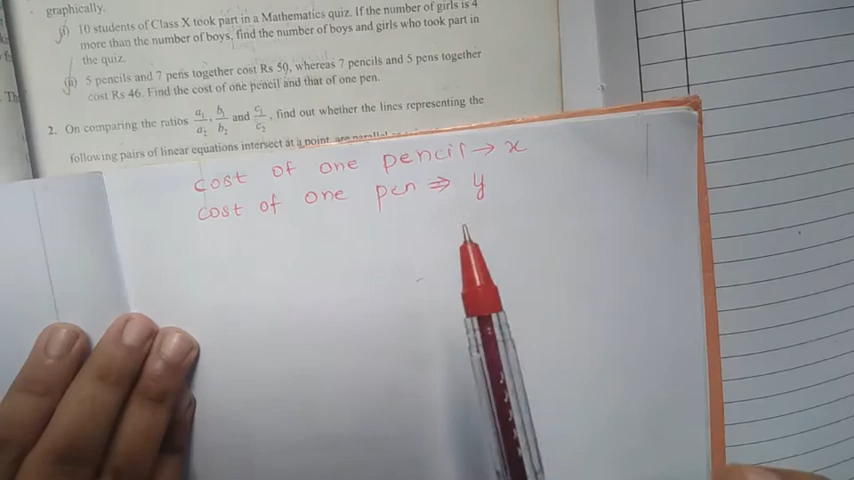 graphically.
(i) 10 students of Class X took part in a Mathematics quiz. If the number of girls is 4
more than the number of boys, find the number of boys and girls who took part in
the quiz.
(ii) 5 pencils and 7 pens together cost Rs 50, whereas 7 pencils and 5 pens together
cost Rs 46. Find the cost of one pencil and that of one pen.
2. On comparing the ratios a₁/a₂, b₁/b₂ and c₁/c₂, find out whether the lines representing the
following pairs of linear equations intersect at a point, are parallel
cost of one pencil → x
cost of one pen ⇒ y